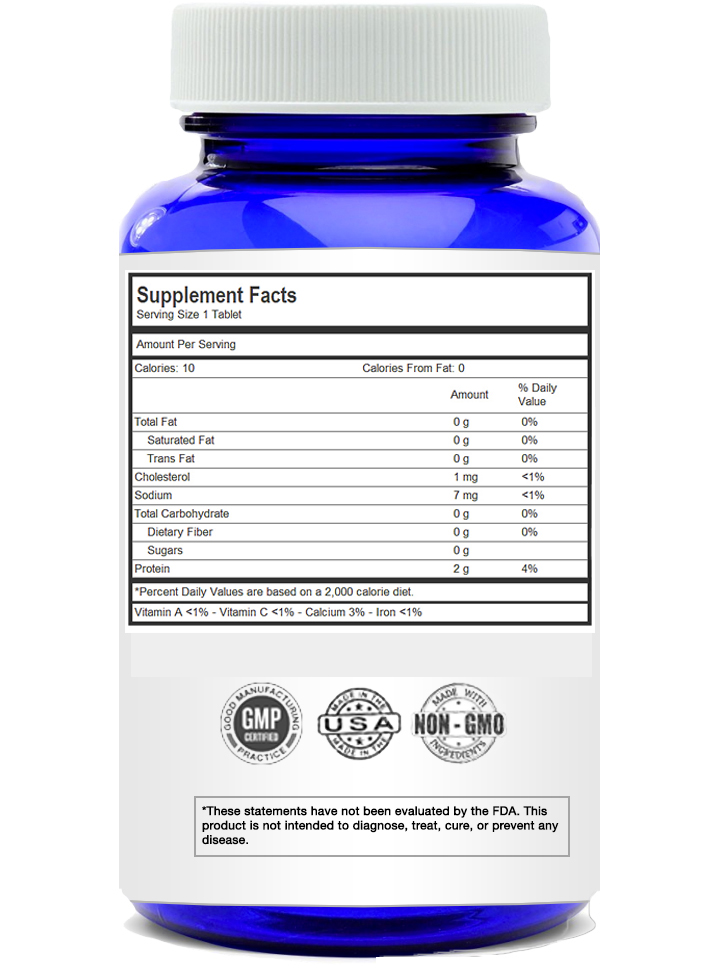 Supplement Facts
Serving Size 1 Tablet
Amount Per Serving
Calories: 10 Calories From Fat: 0
Amount % Daily
Value
Total Fat 0 g 0%
Saturated Fat 0 g 0%
Trans Fat 0 g 0%
Cholesterol 1 mg <1%
Sodium 7 mg <1%
Total Carbohydrate 0 g 0%
Dietary Fiber 0 g 0%
Sugars 0 g
Protein 2 g 4%
*Percent Daily Values are based on a 2,000 calorie diet.
Vitamin A <1% - Vitamin C <1% - Calcium 3% - Iron <1%
GOOD MANUFACTURING
GMP
CERTIFIED
PRACTICE
MADE IN THE
USA
MADE IN THE
MADE WITH
NON-GMO
INGREDIENTS
*These statements have not been evaluated by the FDA. This
product is not intended to diagnose, treat, cure, or prevent any
disease.